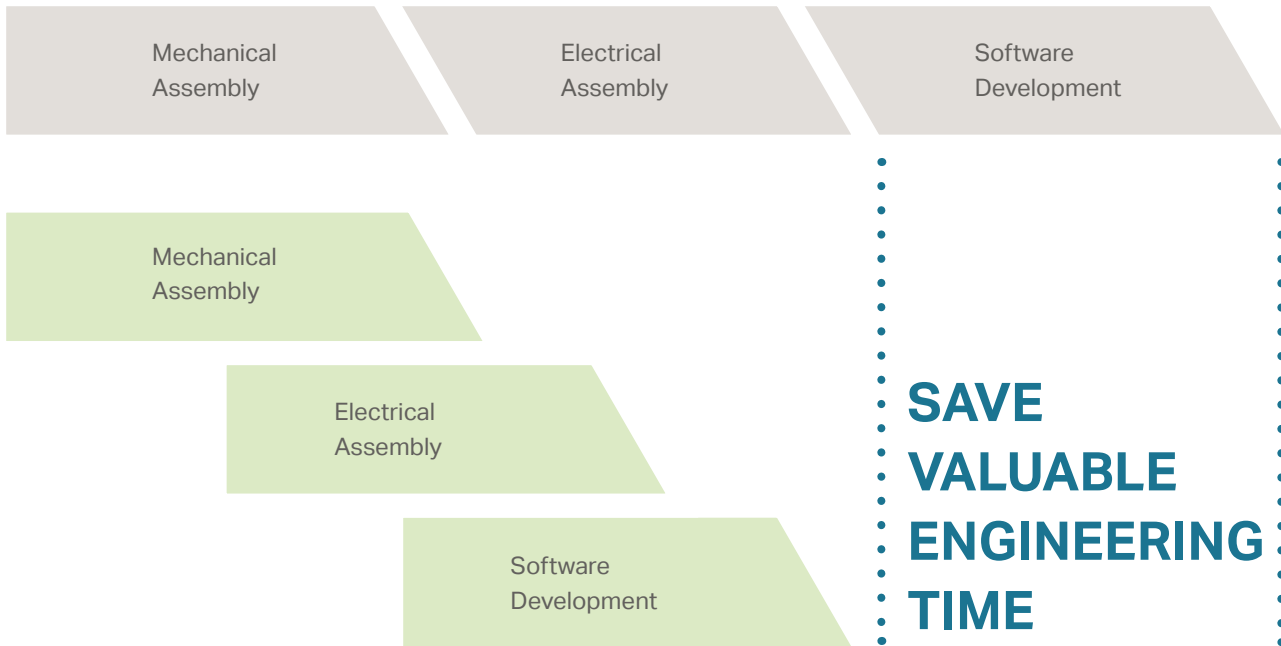 Mechanical
Assembly
Electrical
Assembly
Software
Development
Mechanical
Assembly
Electrical
Assembly
Software
Development
SAVE
VALUABLE
ENGINEERING
TIME